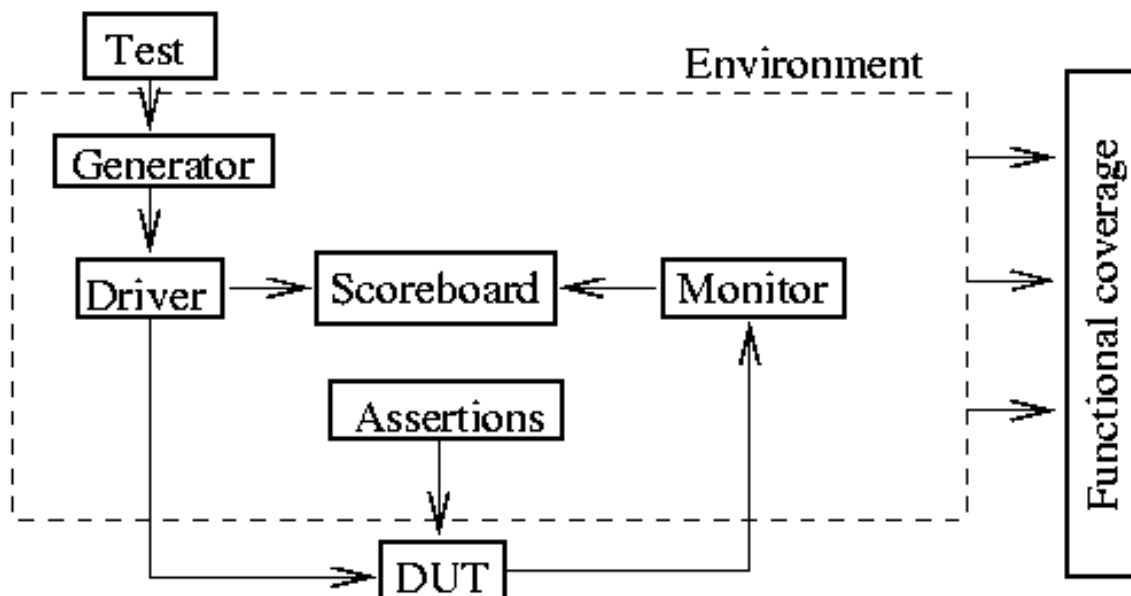 Test
Environment
Generator
Driver
Scoreboard
Monitor
Assertions
DUT
Functional coverage